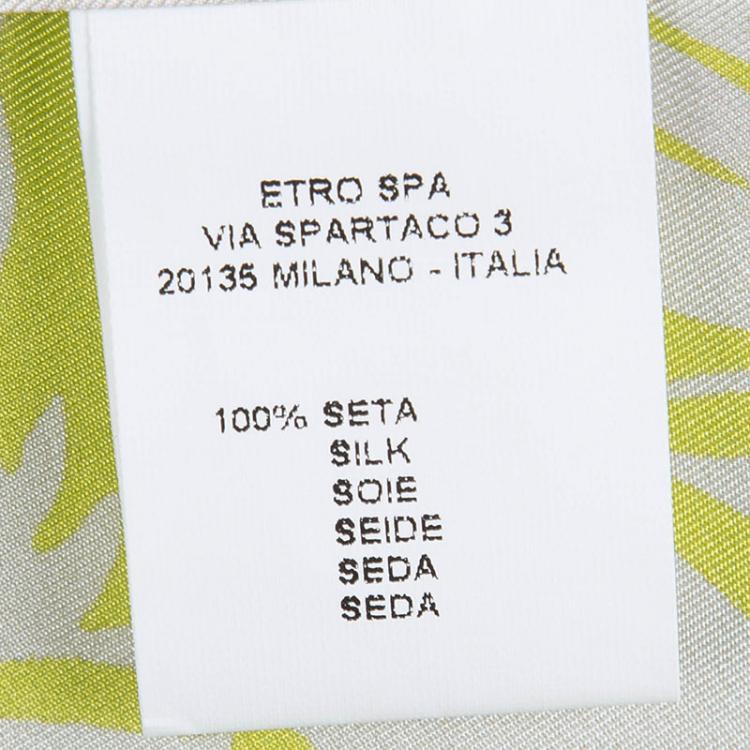 ETRO SPA
VIA SPARTACO 3
20135 MILANO - ITALIA
100% SETA
SILK
SOIE
SEIDE
SEDA
SEDA